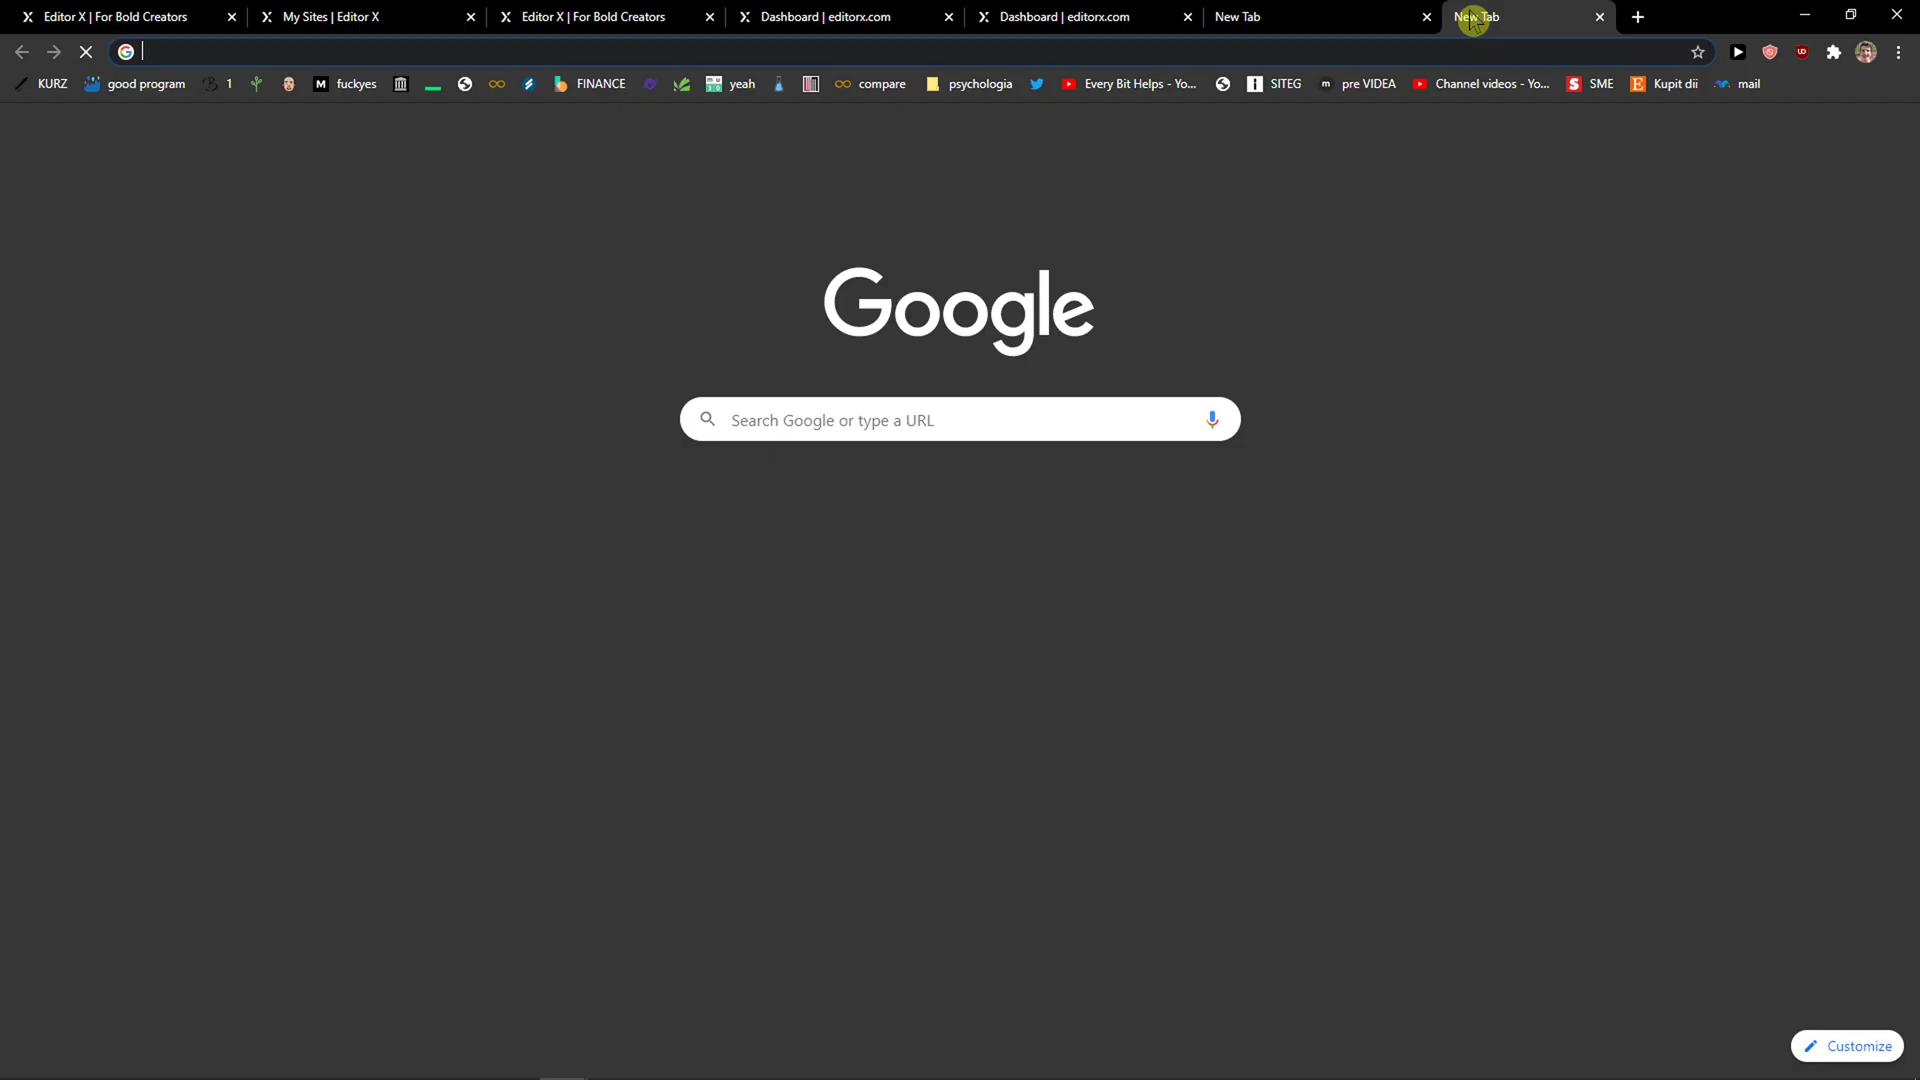 Editor X | For Bold Creators
My Sites | Editor X
Editor X | For Bold Creators
Dashboard | editorx.com
Dashboard | editorx.com
New Tab
New Tab
KURZ
good program
1
M
fuckyes
FINANCE
yeah
compare
psychologia
Every Bit Helps - Yo...
SITEG
m
pre VIDEA
Channel videos - Yo...
S
SME
E
Kupit dii
mail
Google
Search Google or type a URL
Customize